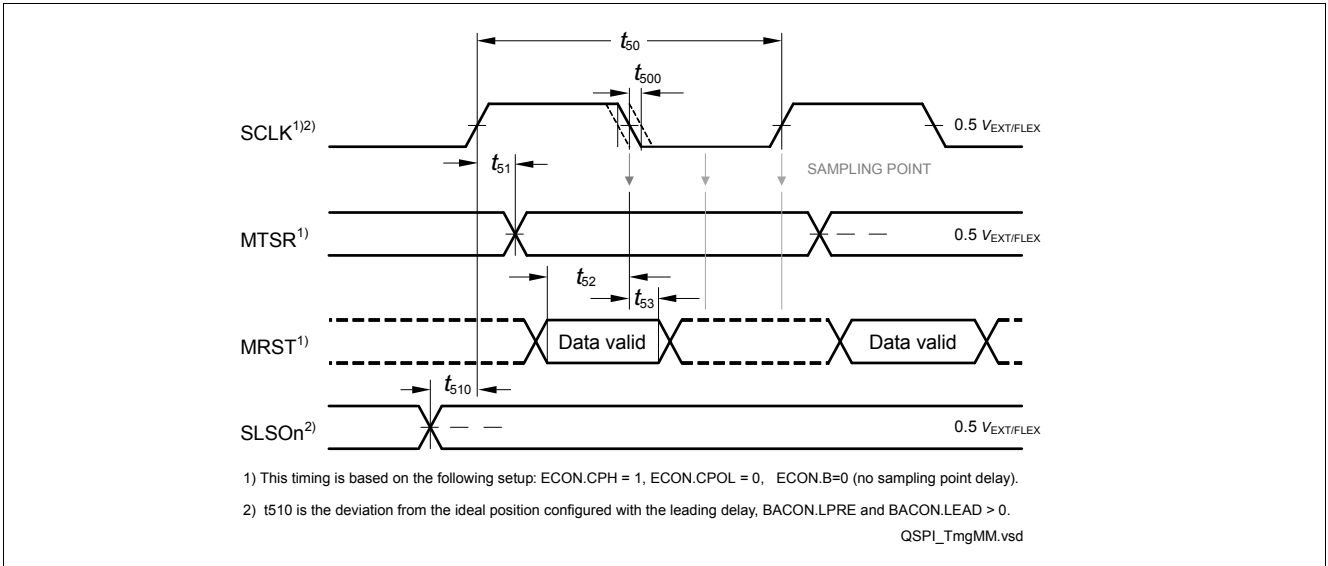 t50
t500
SCLK1)2)
0.5 VEXT/FLEX
t51
SAMPLING POINT
MTSR1)
0.5 VEXT/FLEX
t52
t53
MRST1)
Data valid
Data valid
t510
SLSOn2)
0.5 VEXT/FLEX
1) This timing is based on the following setup: ECON.CPH = 1, ECON.CPOL = 0, ECON.B=0 (no sampling point delay).
2) t510 is the deviation from the ideal position configured with the leading delay, BACON.LPRE and BACON.LEAD > 0.
QSPI_TmgMM.vsd